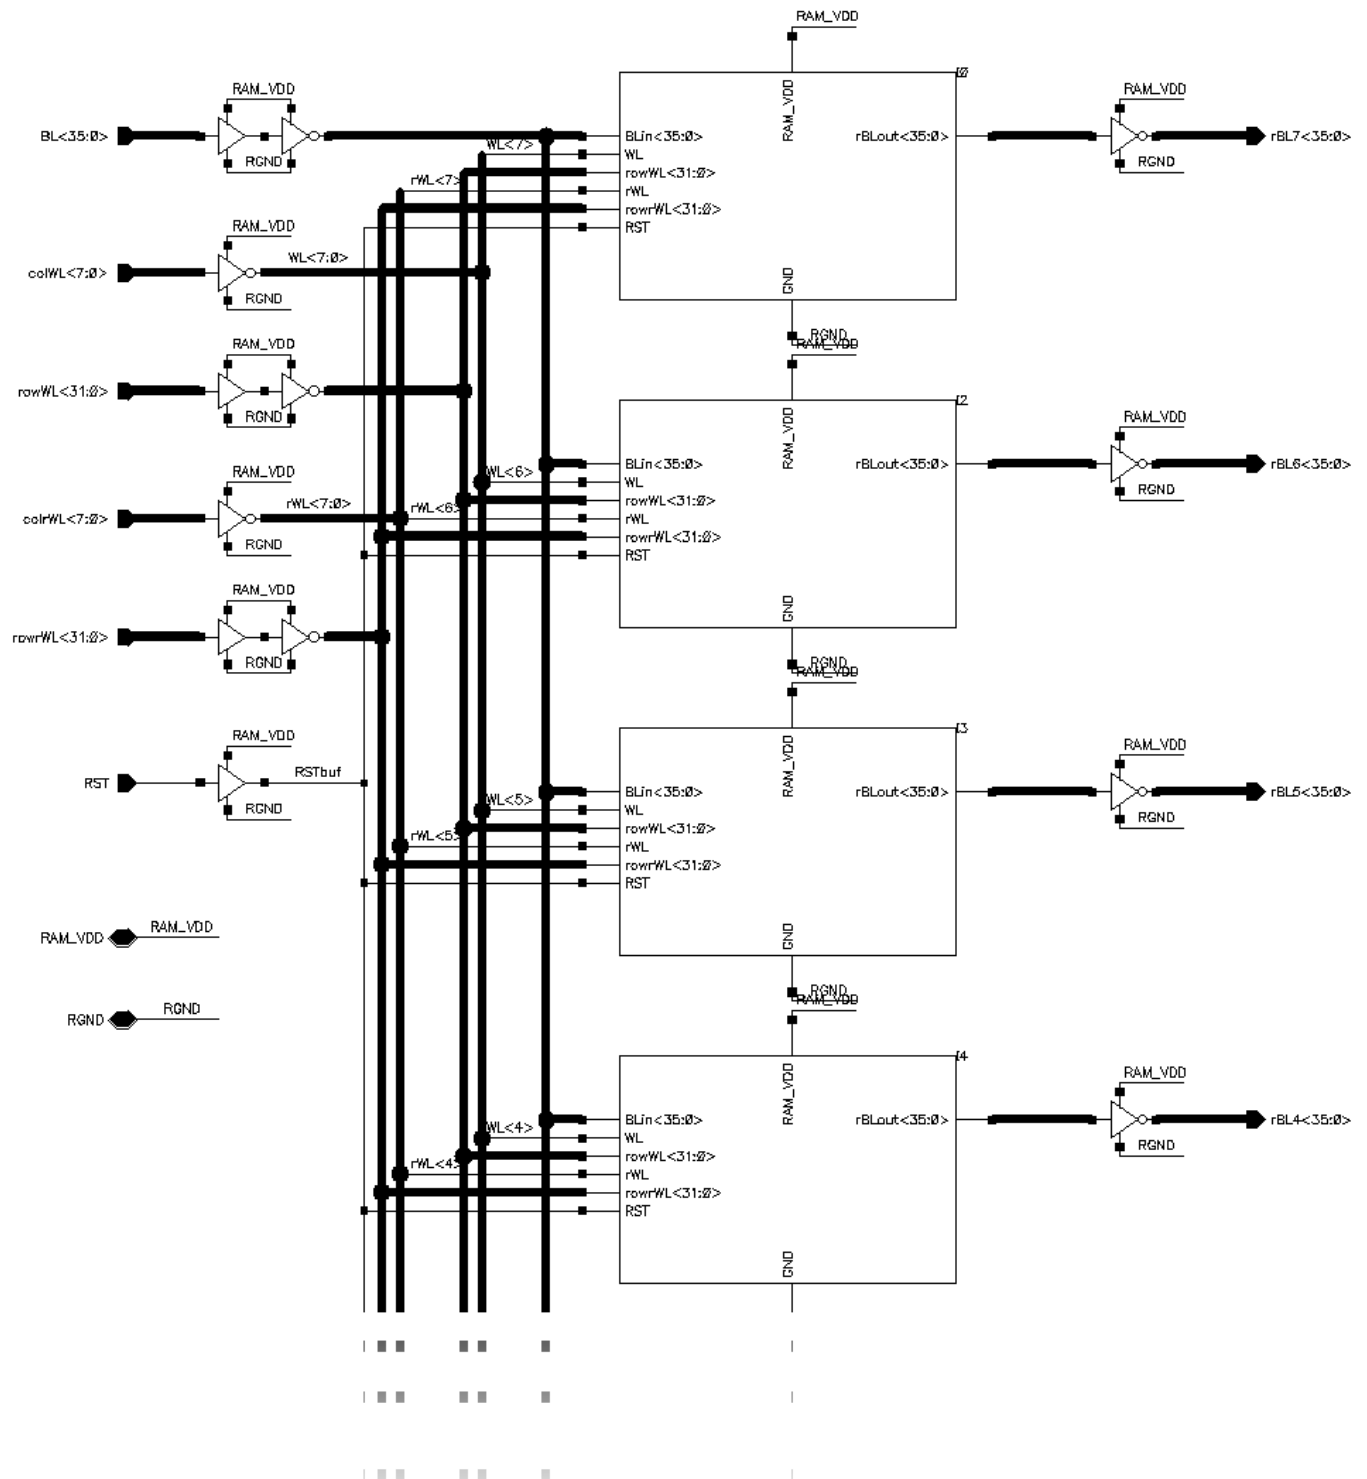 RAM_VDD
I0
RAM_VDD
RGND
BL<35:0>
WL<7>
rWL<7>
RAM_VDD
BLin<35:0>
WL
rowWL<31:0>
rWL
rowrWL<31:0>
RST
rBLout<35:0>
GND
RAM_VDD
RGND
rBL7<35:0>
RAM_VDD
colWL<7:0>
WL<7:0>
RGND
RGND
RAM_VDD
RAM_VDD
rowWL<31:0>
RGND
I2
RAM_VDD
BLin<35:0>
WL
rowWL<31:0>
rWL
rowrWL<31:0>
RST
rBLout<35:0>
GND
WL<6>
rWL<6>
RAM_VDD
RGND
rBL6<35:0>
RAM_VDD
colrWL<7:0>
rWL<7:0>
RGND
RAM_VDD
rowrWL<31:0>
RGND
RGND
RAM_VDD
I3
RAM_VDD
RST
RSTbuf
RGND
RAM_VDD
BLin<35:0>
WL
rowWL<31:0>
rWL
rowrWL<31:0>
RST
rBLout<35:0>
GND
WL<5>
rWL<5>
RAM_VDD
RGND
rBL5<35:0>
RAM_VDD
RAM_VDD
RGND
RGND
RGND
RAM_VDD
I4
RAM_VDD
BLin<35:0>
WL
rowWL<31:0>
rWL
rowrWL<31:0>
RST
rBLout<35:0>
GND
WL<4>
rWL<4>
RAM_VDD
RGND
rBL4<35:0>